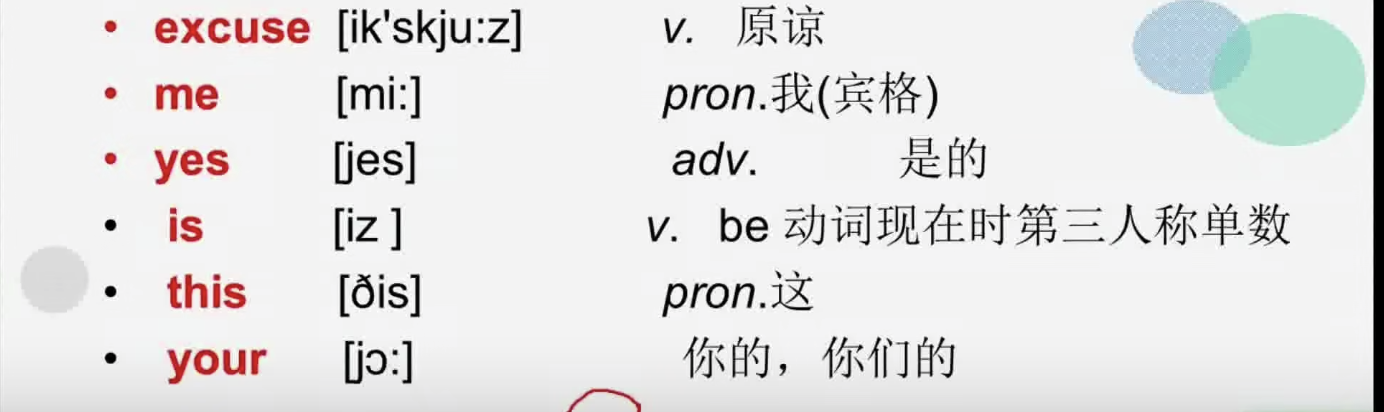 • excuse [ik'skju:z] v. 原谅
• me [mi:] pron.我(宾格)
• yes [jes] adv. 是的
• is [iz ] v. be 动词现在时第三人称单数
• this [ðis] pron.这
• your [jɔ:] 你的，你们的